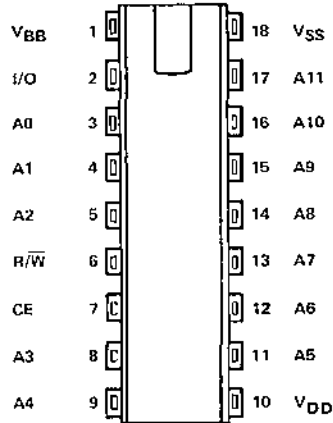 VBB 1 18 VSS
I/O 2 17 A11
A0 3 16 A10
A1 4 15 A9
A2 5 14 A8
R/W̅ 6 13 A7
CE 7 12 A6
A3 8 11 A5
A4 9 10 VDD